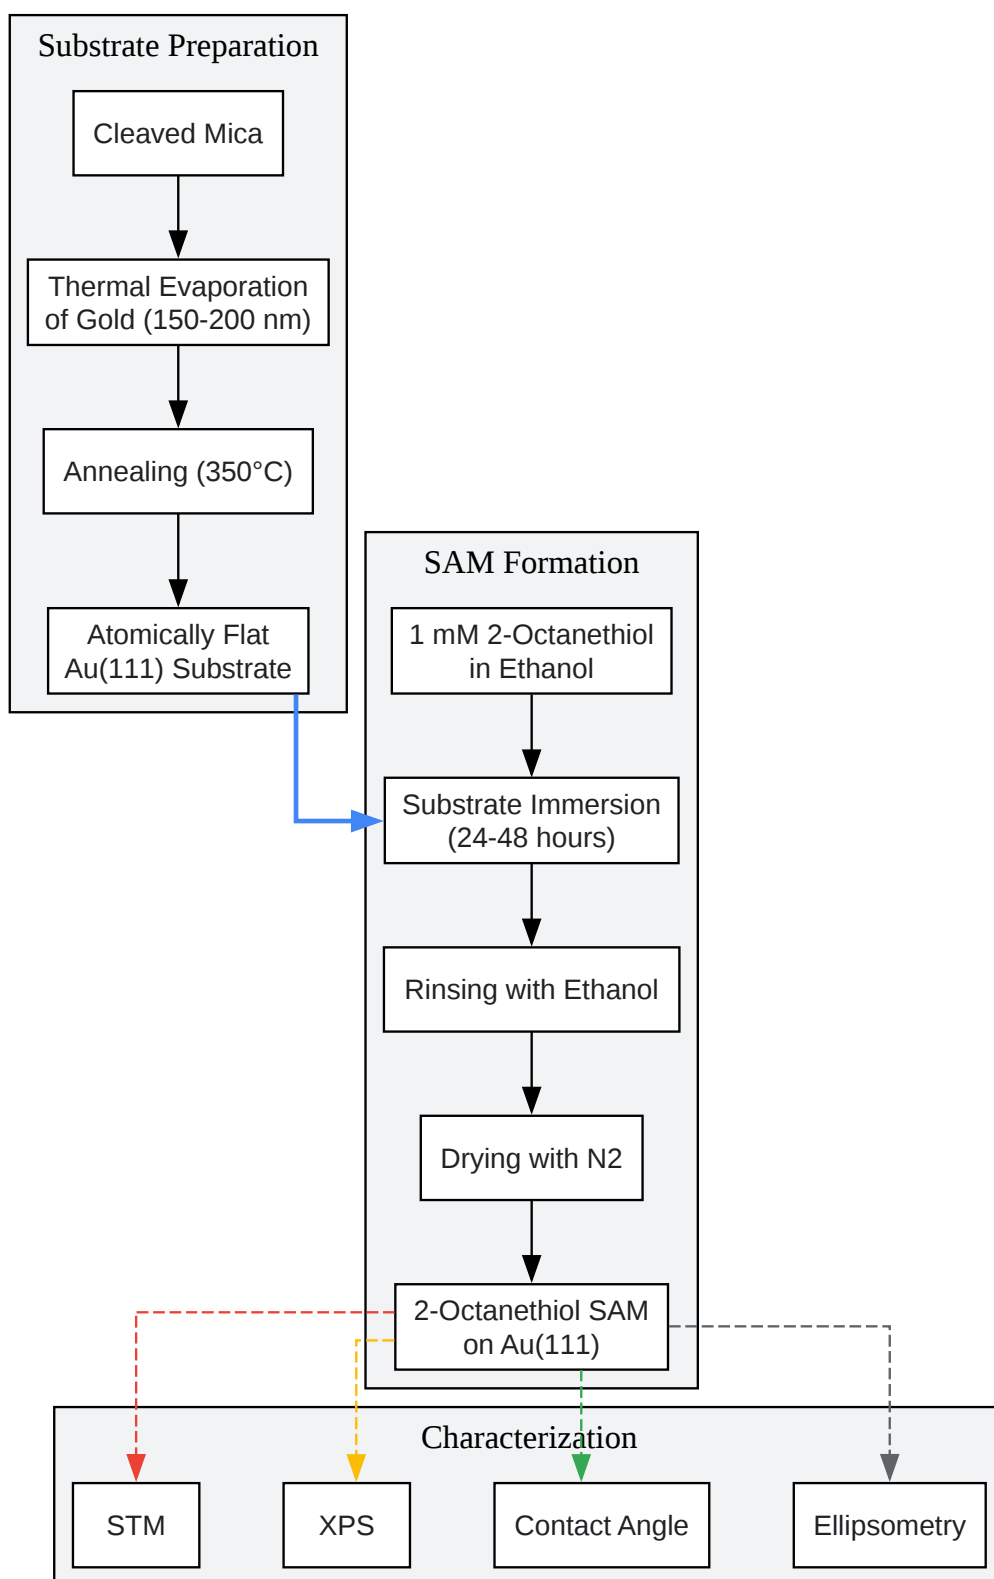 Substrate Preparation
Cleaved Mica
Thermal Evaporation
of Gold (150-200 nm)
Annealing (350°C)
Atomically Flat
Au(111) Substrate
SAM Formation
1 mM 2-Octanethiol
in Ethanol
Substrate Immersion
(24-48 hours)
Rinsing with Ethanol
Drying with N2
2-Octanethiol SAM
on Au(111)
Characterization
STM
XPS
Contact Angle
Ellipsometry